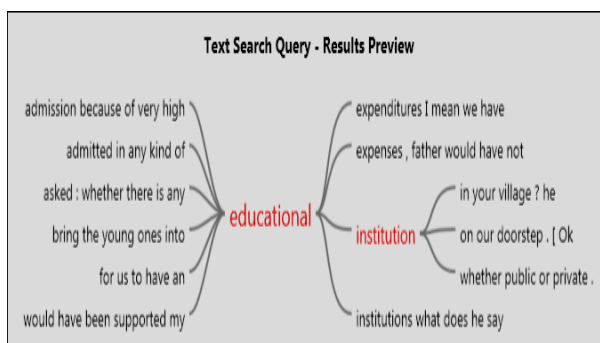 Text Search Query - Results Preview
admission because of very high
admitted in any kind of
asked : whether there is any
bring the young ones into
for us to have an
would have been supported my
educational
expenditures I mean we have
expenses , father would have not
institution
in your village ? he
on our doorstep . [ Ok
whether public or private .
institutions what does he say